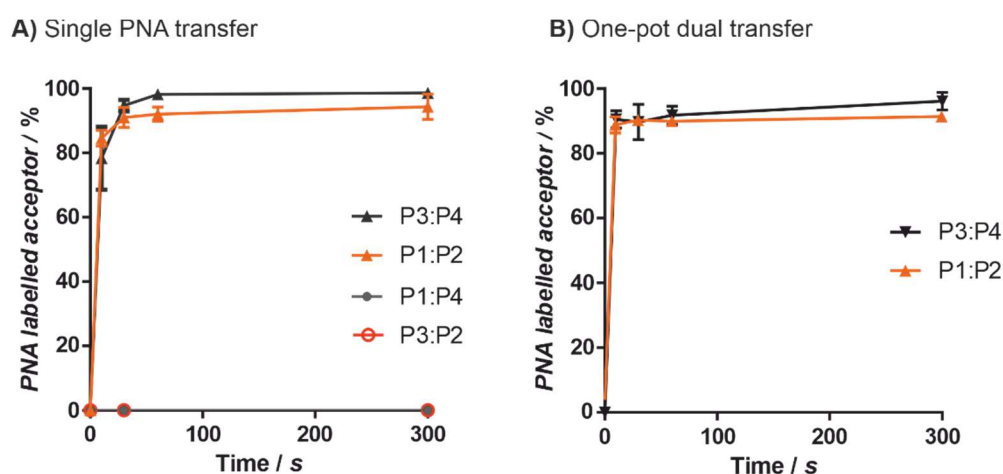 A) Single PNA transfer
PNA labelled acceptor / %
100
80
60
40
20
0
0
100
200
300
Time / s
P3:P4
P1:P2
P1:P4
P3:P2
B) One-pot dual transfer
PNA labelled acceptor / %
100
80
60
40
20
0
0
100
200
300
Time / s
P3:P4
P1:P2